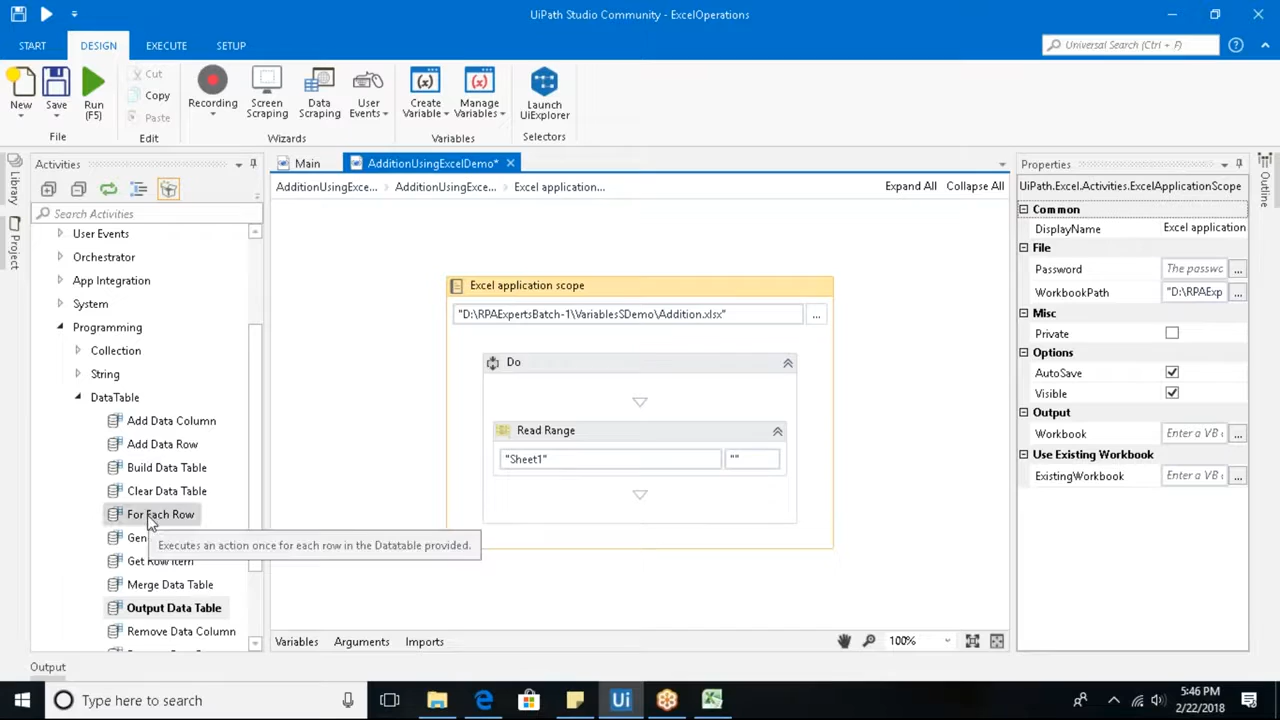 UiPath Studio Community - ExcelOperations
START DESIGN EXECUTE SETUP
Universal Search (Ctrl + F)
New Save Run (F5)
Cut
Copy
Paste
Recording Screen Scraping Data Scraping User Events
Create Variable Manage Variables
Launch UiExplorer
File Edit Wizards Variables Selectors
Library
Project
Activities
Search Activities
User Events
Orchestrator
App Integration
System
Programming
Collection
String
DataTable
Add Data Column
Add Data Row
Build Data Table
Clear Data Table
For Each Row
Gen
Executes an action once for each row in the Datatable provided.
Get Row Item
Merge Data Table
Output Data Table
Remove Data Column
Output
Main AdditionUsingExcelDemo*
AdditionUsingExce... AdditionUsingExce... Excel application...
Expand All Collapse All
Excel application scope
"D:\RPAExpertsBatch-1\VariablesSDemo\Addition.xlsx" ...
Do
Read Range
"Sheet1" ""
Variables Arguments Imports
100%
Properties
UiPath.Excel.Activities.ExcelApplicationScope
Common
DisplayName Excel application
File
Password The passwc ...
WorkbookPath "D:\RPAExp ...
Misc
Private
Options
AutoSave
Visible
Output
Workbook Enter a VB ...
Use Existing Workbook
ExistingWorkbook Enter a VB ...
Outline
Type here to search
Ui
5:46 PM
2/22/2018